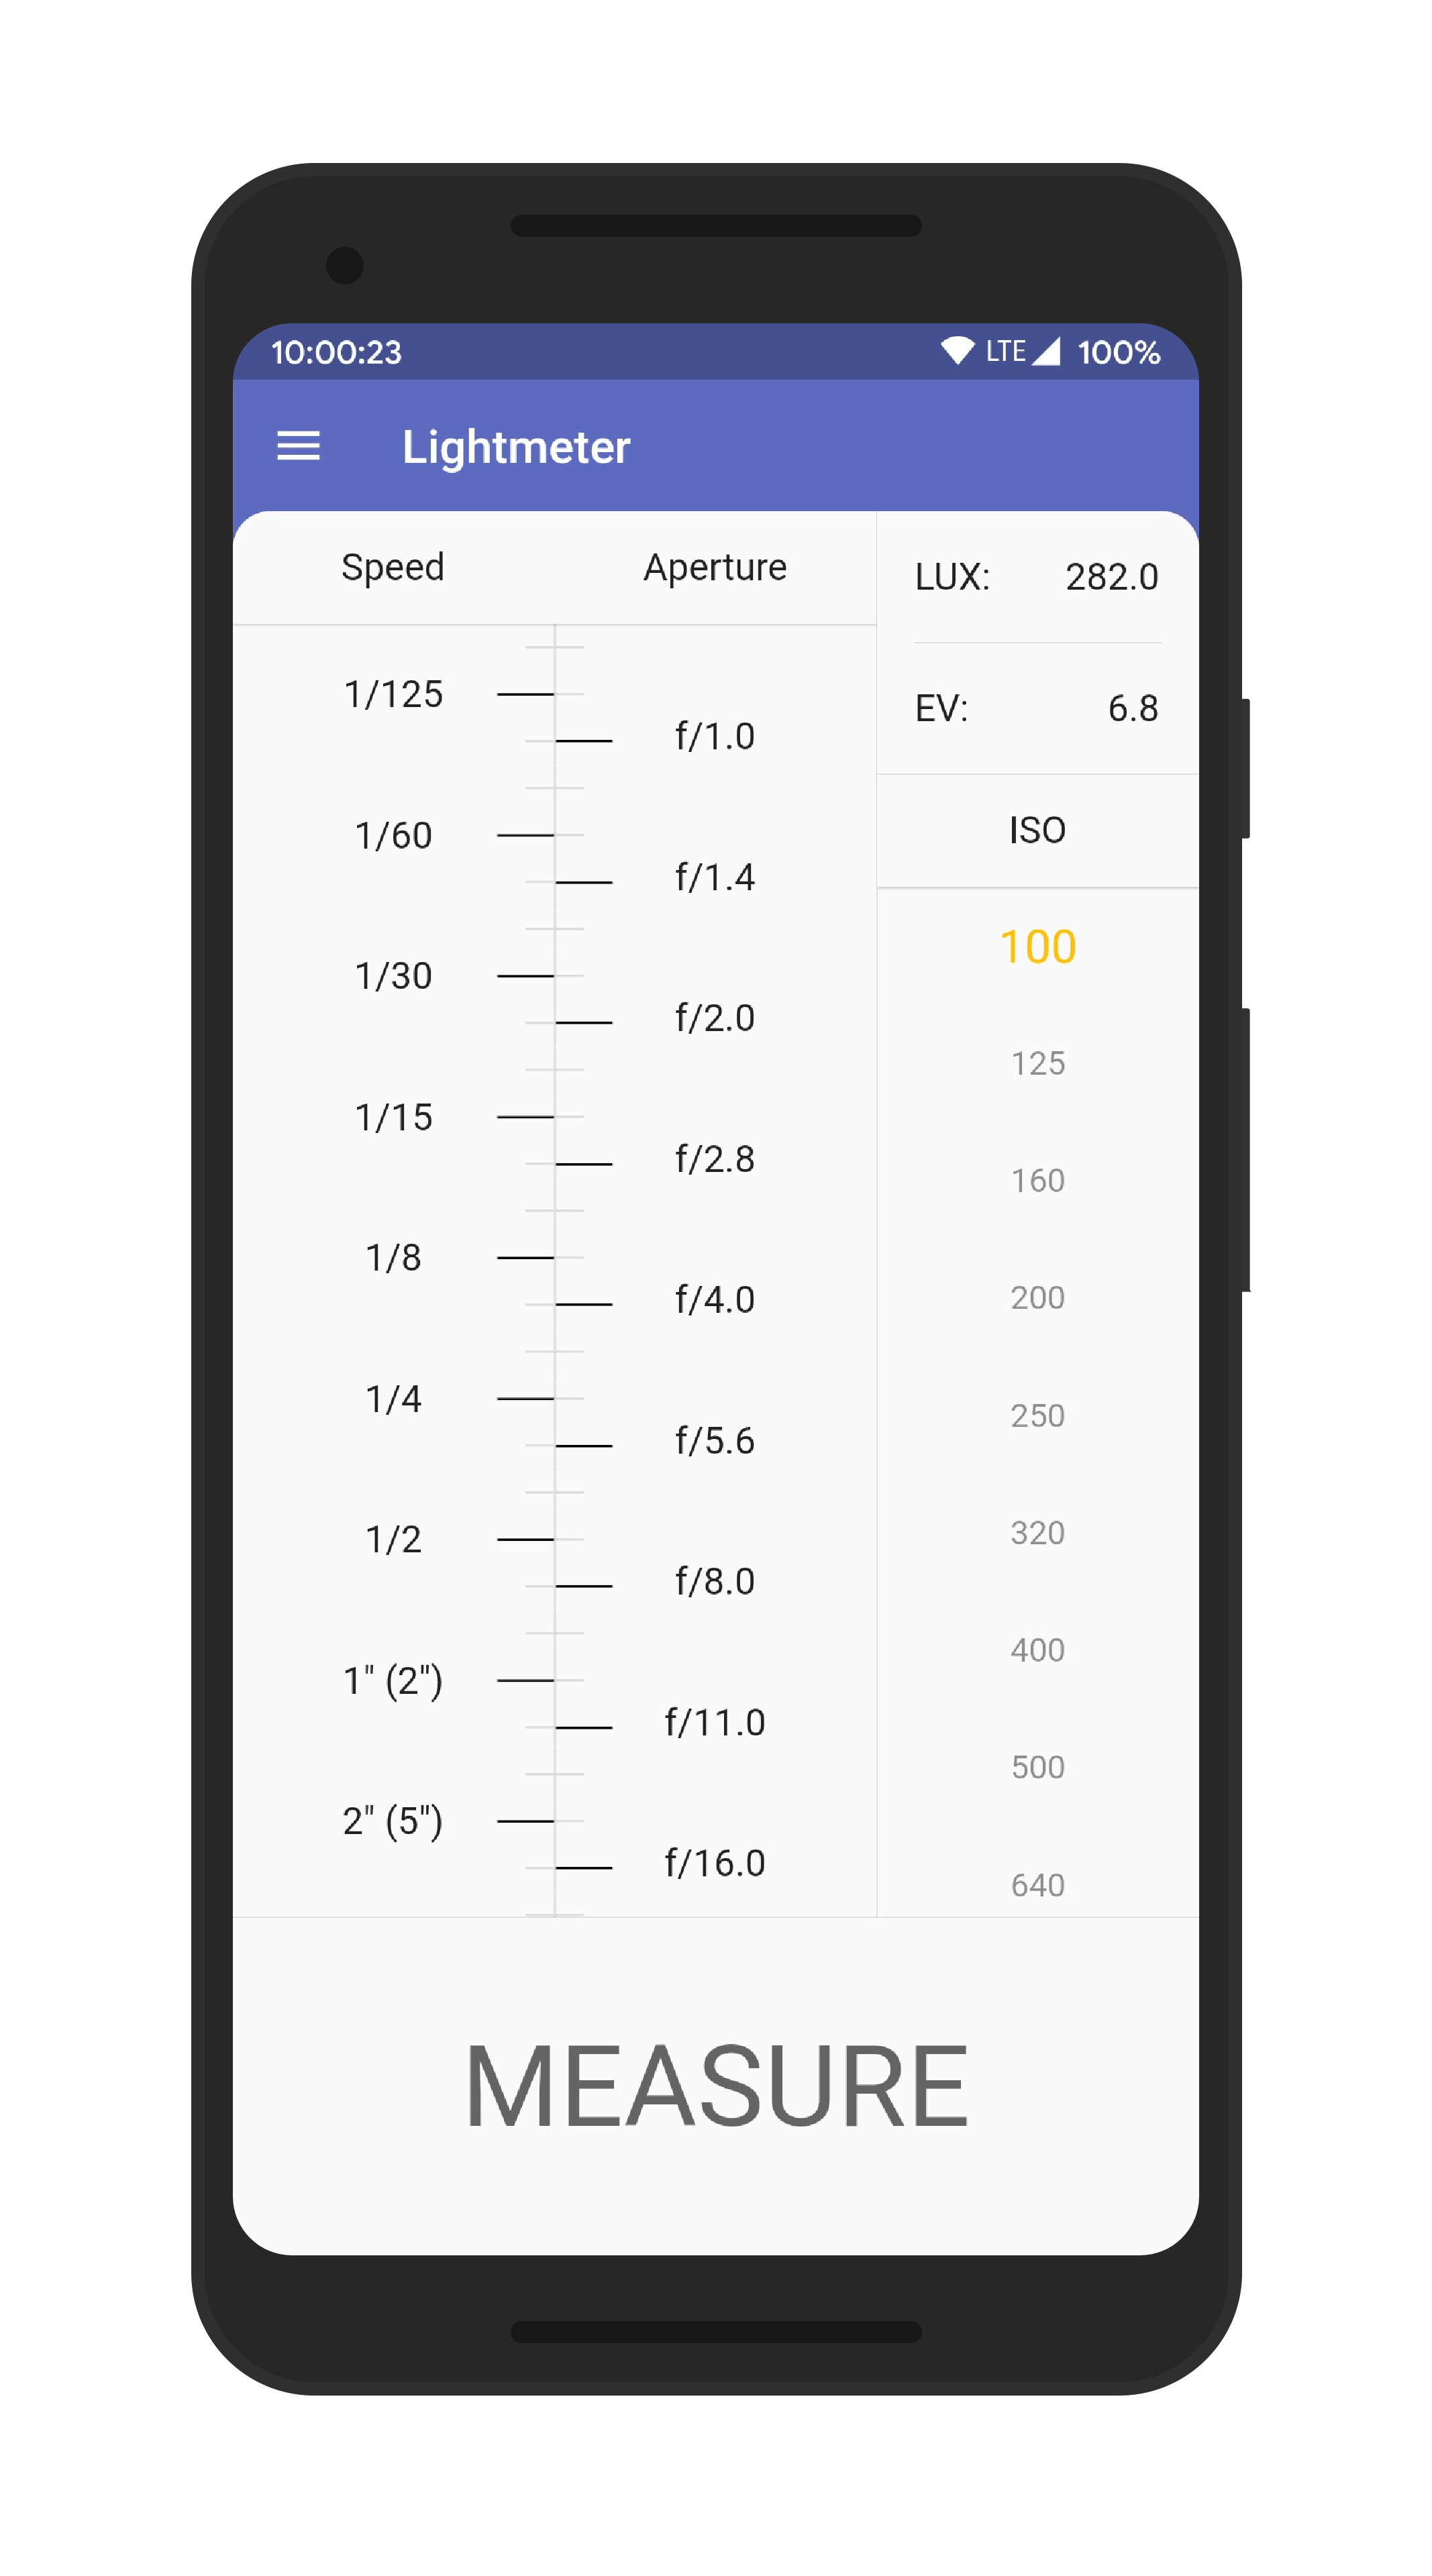 10:00:23 LTE 100%
Lightmeter
Speed Aperture
1/125
f/1.0
1/60
f/1.4
1/30
f/2.0
1/15
f/2.8
1/8
f/4.0
1/4
f/5.6
1/2
f/8.0
1" (2")
f/11.0
2" (5")
f/16.0
LUX: 282.0
EV: 6.8
ISO
100
125
160
200
250
320
400
500
640
MEASURE